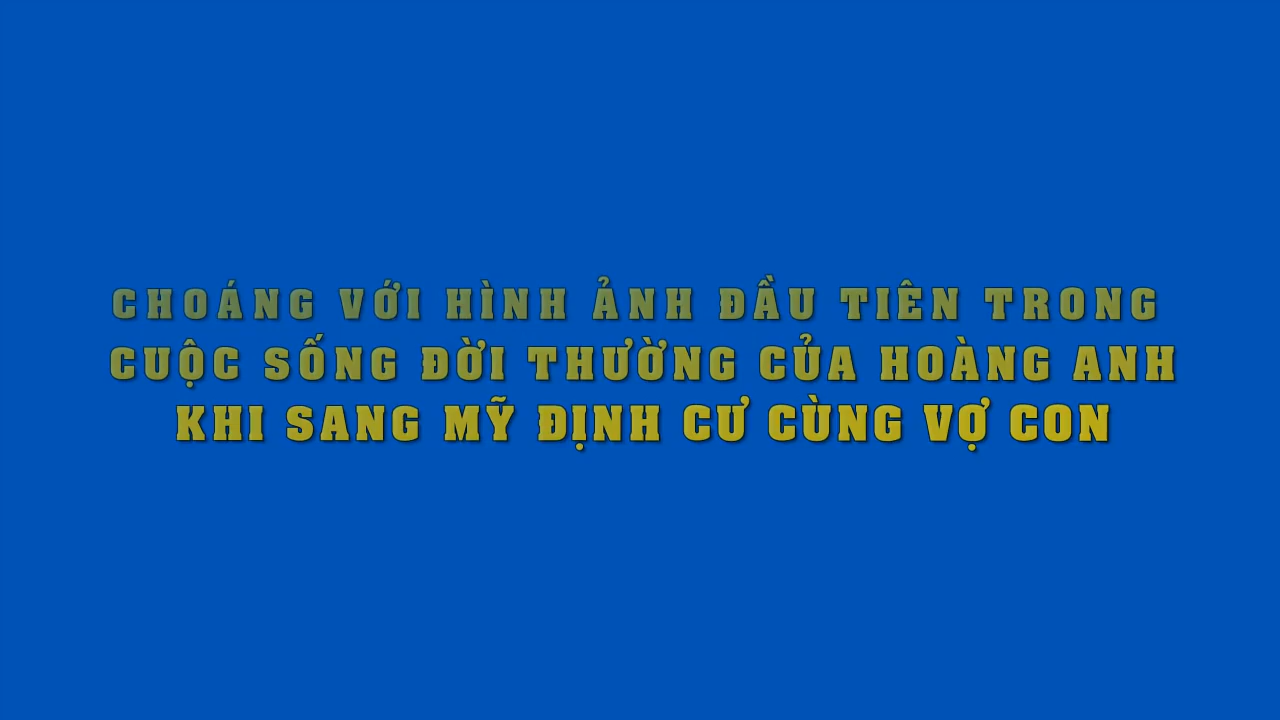 CHOÁNG VỚI HÌNH ẢNH ĐẦU TIÊN TRONG
CUỘC SỐNG ĐỜI THƯỜNG CỦA HOÀNG ANH
KHI SANG MỸ ĐỊNH CƯ CÙNG VỢ CON